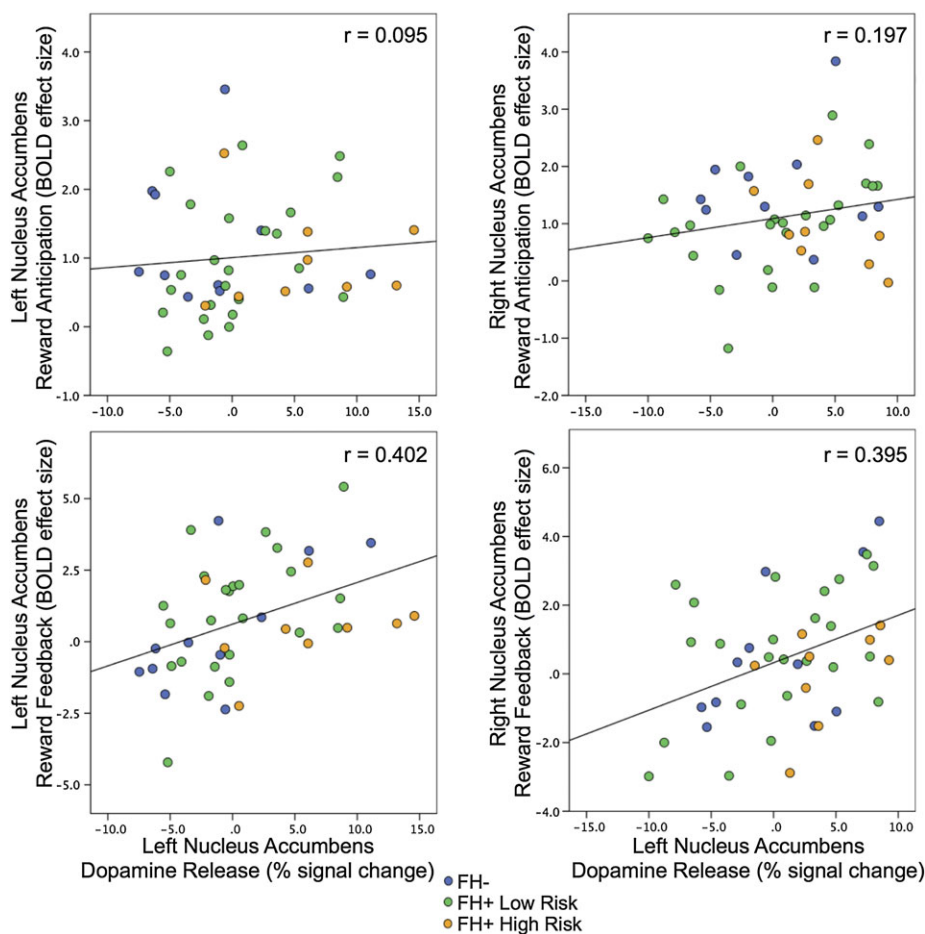 r = 0.095
Left Nucleus Accumbens
Reward Anticipation (BOLD effect size)
4.0
3.0
2.0
1.0
.0
-1.0
-10.0 -5.0 .0 5.0 10.0 15.0
r = 0.197
Right Nucleus Accumbens
Reward Anticipation (BOLD effect size)
4.0
3.0
2.0
1.0
.0
-1.0
-2.0
-15.0 -10.0 -5.0 .0 5.0 10.0
r = 0.402
Left Nucleus Accumbens
Reward Feedback (BOLD effect size)
5.0
2.5
.0
-2.5
-5.0
-10.0 -5.0 .0 5.0 10.0 15.0
Left Nucleus Accumbens
Dopamine Release (% signal change)
r = 0.395
Right Nucleus Accumbens
Reward Feedback (BOLD effect size)
6.0
4.0
2.0
.0
-2.0
-4.0
-15.0 -10.0 -5.0 .0 5.0 10.0
Left Nucleus Accumbens
Dopamine Release (% signal change)
FH-
FH+ Low Risk
FH+ High Risk